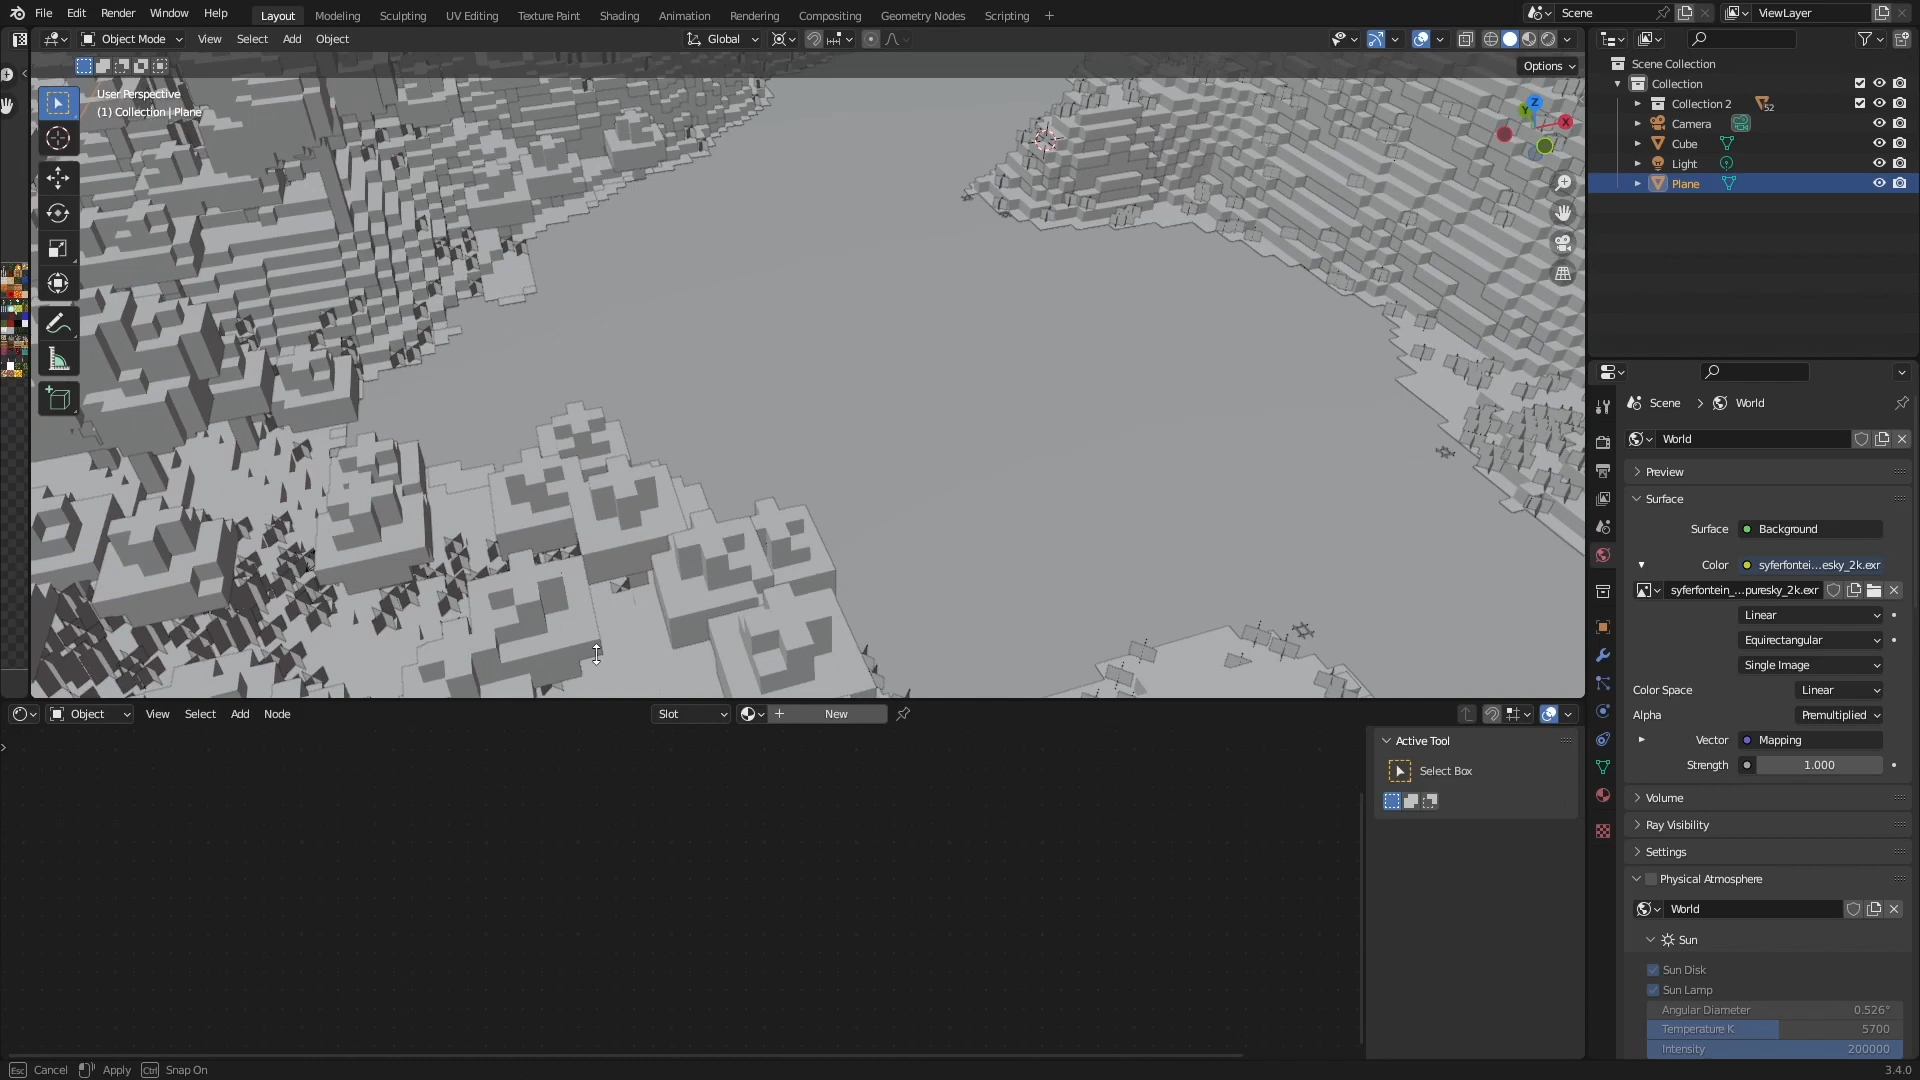 File Edit Render Window Help Layout Modeling Sculpting UV Editing Texture Paint Shading Animation Rendering Compositing Geometry Nodes Scripting + Scene ViewLayer
Object Mode View Select Add Object Global
Options
User Perspective
(1) Collection | Plane
Z
Y
X
Scene Collection
Collection
Collection 2 52
Camera
Cube
Light
Plane
Scene > World
World
Preview
Surface
Surface Background
Color syferfontei...esky_2k.exr
syferfontein_...puresky_2k.exr
Linear
Equirectangular
Single Image
Color Space Linear
Alpha Premultiplied
Vector Mapping
Strength 1.000
Volume
Ray Visibility
Settings
Physical Atmosphere
World
Sun
Sun Disk
Sun Lamp
Angular Diameter 0.526°
Temperature K 5700
Intensity 200000
Object View Select Add Node Slot + New
Active Tool
Select Box
Esc Cancel Apply Ctrl Snap On 3.4.0